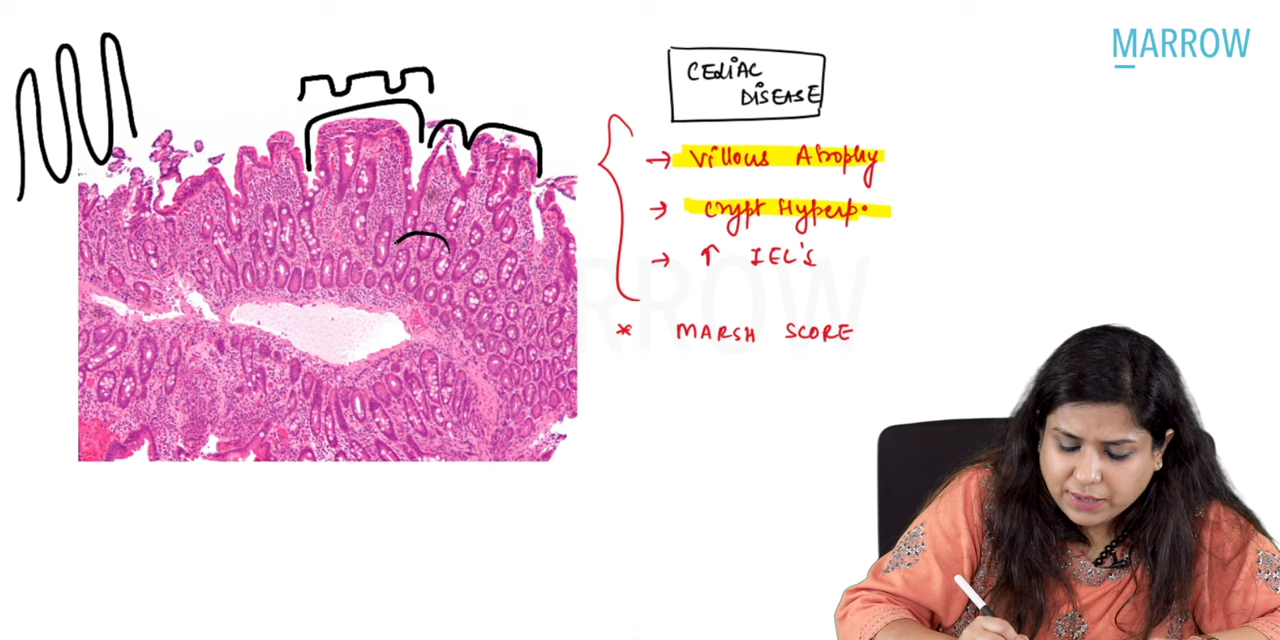 MARROW
CELIAC
DISEASE
→ Villous Atrophy
→ Crypt Hyperp.
→ ↑ IEL's
* MARSH SCORE